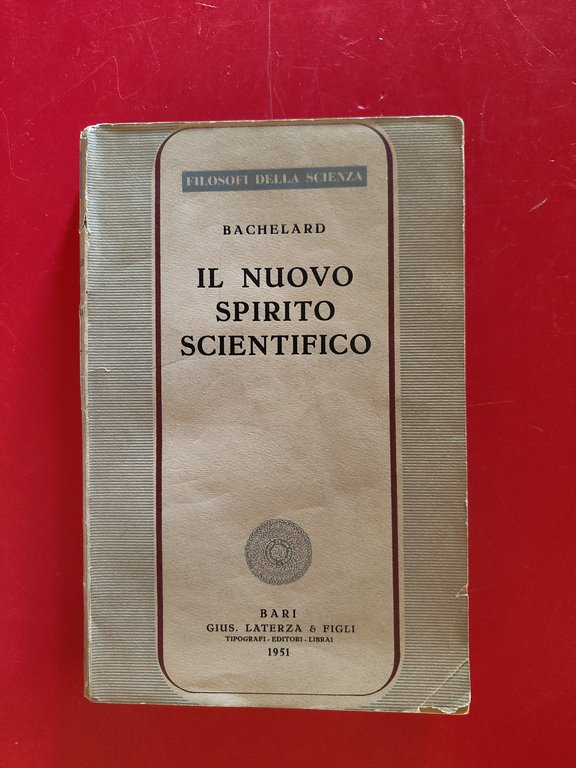 FILOSOFI DELLA SCIENZA
BACHELARD
IL NUOVO
SPIRITO
SCIENTIFICO
BARI
GIUS. LATERZA & FIGLI
TIPOGRAFI - EDITORI - LIBRAI
1951